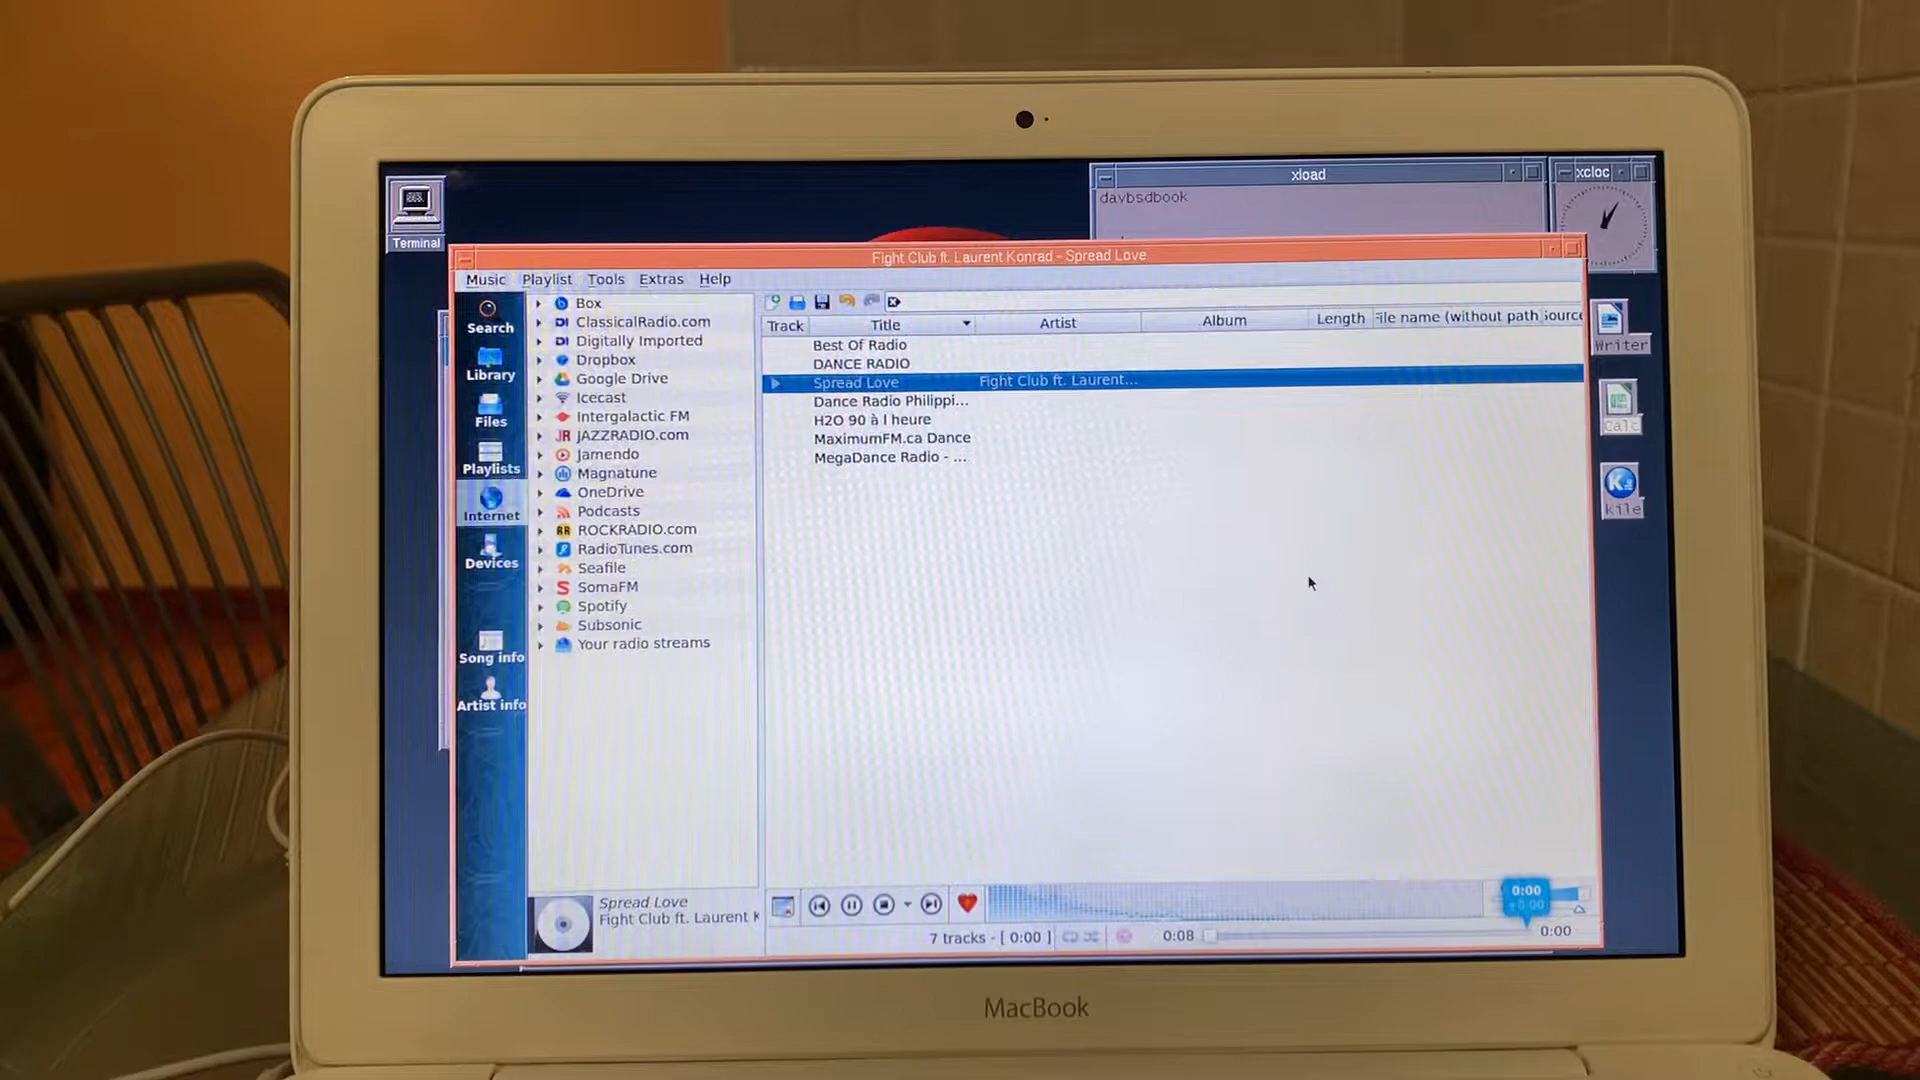 xload
xcloc
davbsdbook
Terminal
Fight Club ft. Laurent Konrad - Spread Love
Music Playlist Tools Extras Help
Search
Library
Files
Playlists
Internet
Devices
Song info
Artist info
Box
ClassicalRadio.com
Digitally Imported
Dropbox
Google Drive
Icecast
Intergalactic FM
JAZZRADIO.com
Jamendo
Magnatune
OneDrive
Podcasts
ROCKRADIO.com
RadioTunes.com
Seafile
SomaFM
Spotify
Subsonic
Your radio streams
Track Title Artist Album Length File name (without path Source
Best Of Radio
DANCE RADIO
Spread Love Fight Club ft. Laurent...
Dance Radio Philippi...
H2O 90 à l heure
MaximumFM.ca Dance
MegaDance Radio - ...
Writer
Calc
kile
Spread Love
Fight Club ft. Laurent K
0:00
+0:00
7 tracks - [ 0:00 ]
0:08
0:00
MacBook